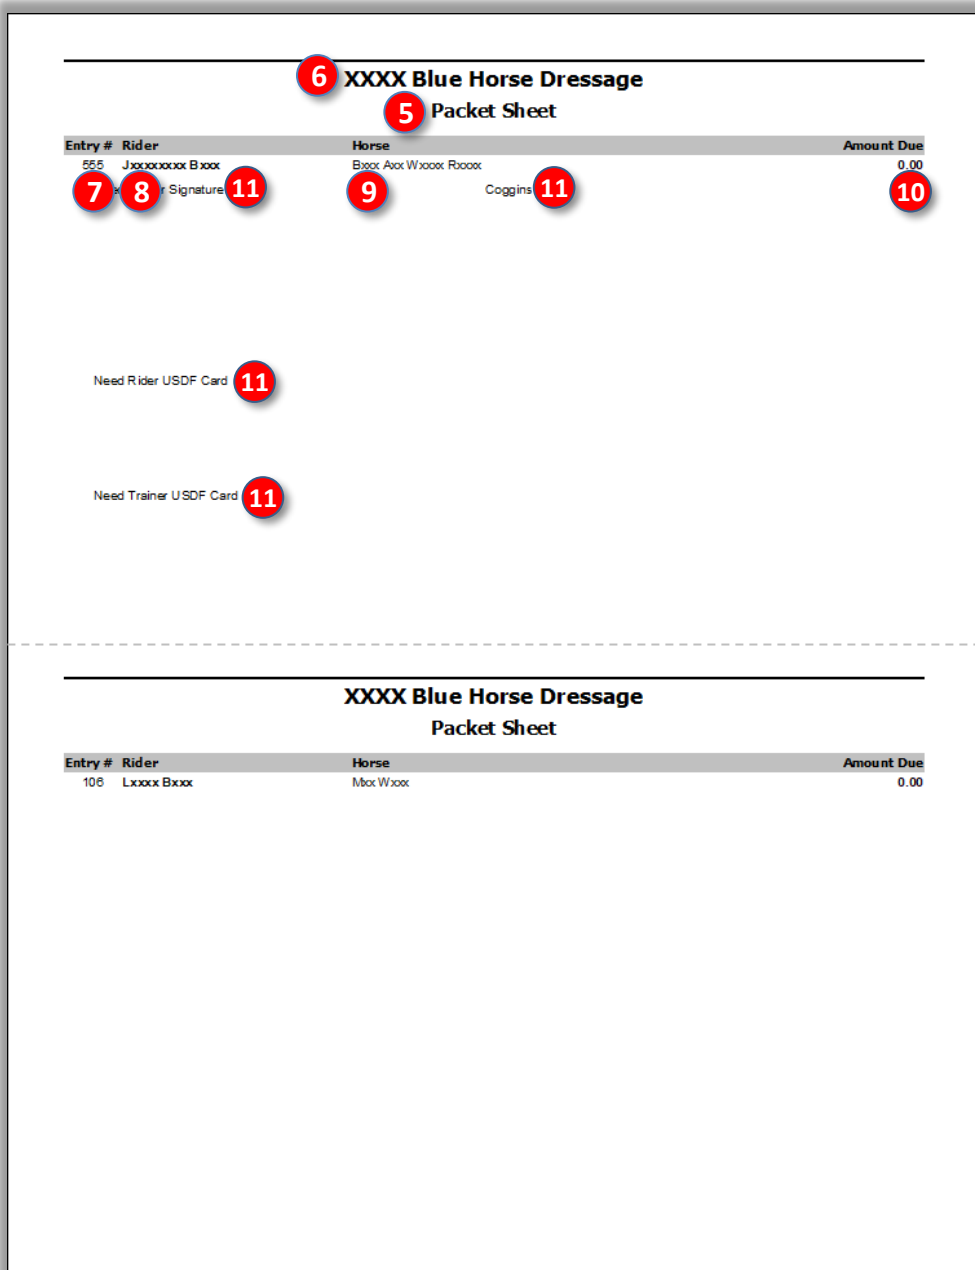 6 XXXX Blue Horse Dressage
5 Packet Sheet
Entry # Rider Horse Amount Due
555 Jxxxxxxxx Bxxx Bxxx Axx Wxxxx Rxxxx 0.00
7 8 r Signature 11 9 Coggins 11 10
Need Rider USDF Card 11
Need Trainer USDF Card 11
XXXX Blue Horse Dressage
Packet Sheet
Entry # Rider Horse Amount Due
106 Lxxxx Bxxx Mxx Wxxx 0.00